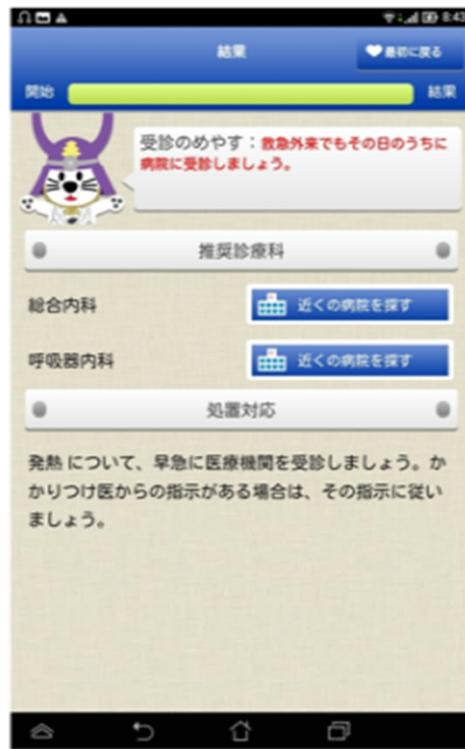 8:43
結果
最初に戻る
開始
結果
受診のめやす：救急外来でもその日のうちに
病院に受診しましょう。
推奨診療科
総合内科
近くの病院を探す
呼吸器内科
近くの病院を探す
処置対応
発熱 について、早急に医療機関を受診しましょう。か
かりつけ医からの指示がある場合は、その指示に従い
ましょう。